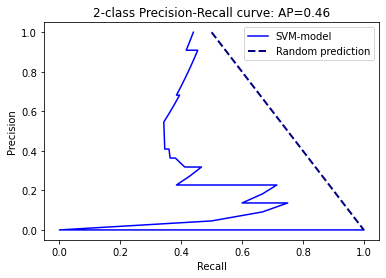 2-class Precision-Recall curve: AP=0.46
SVM-model
Random prediction
Precision
1.0
0.8
0.6
0.4
0.2
0.0
0.0 0.2 0.4 0.6 0.8 1.0
Recall